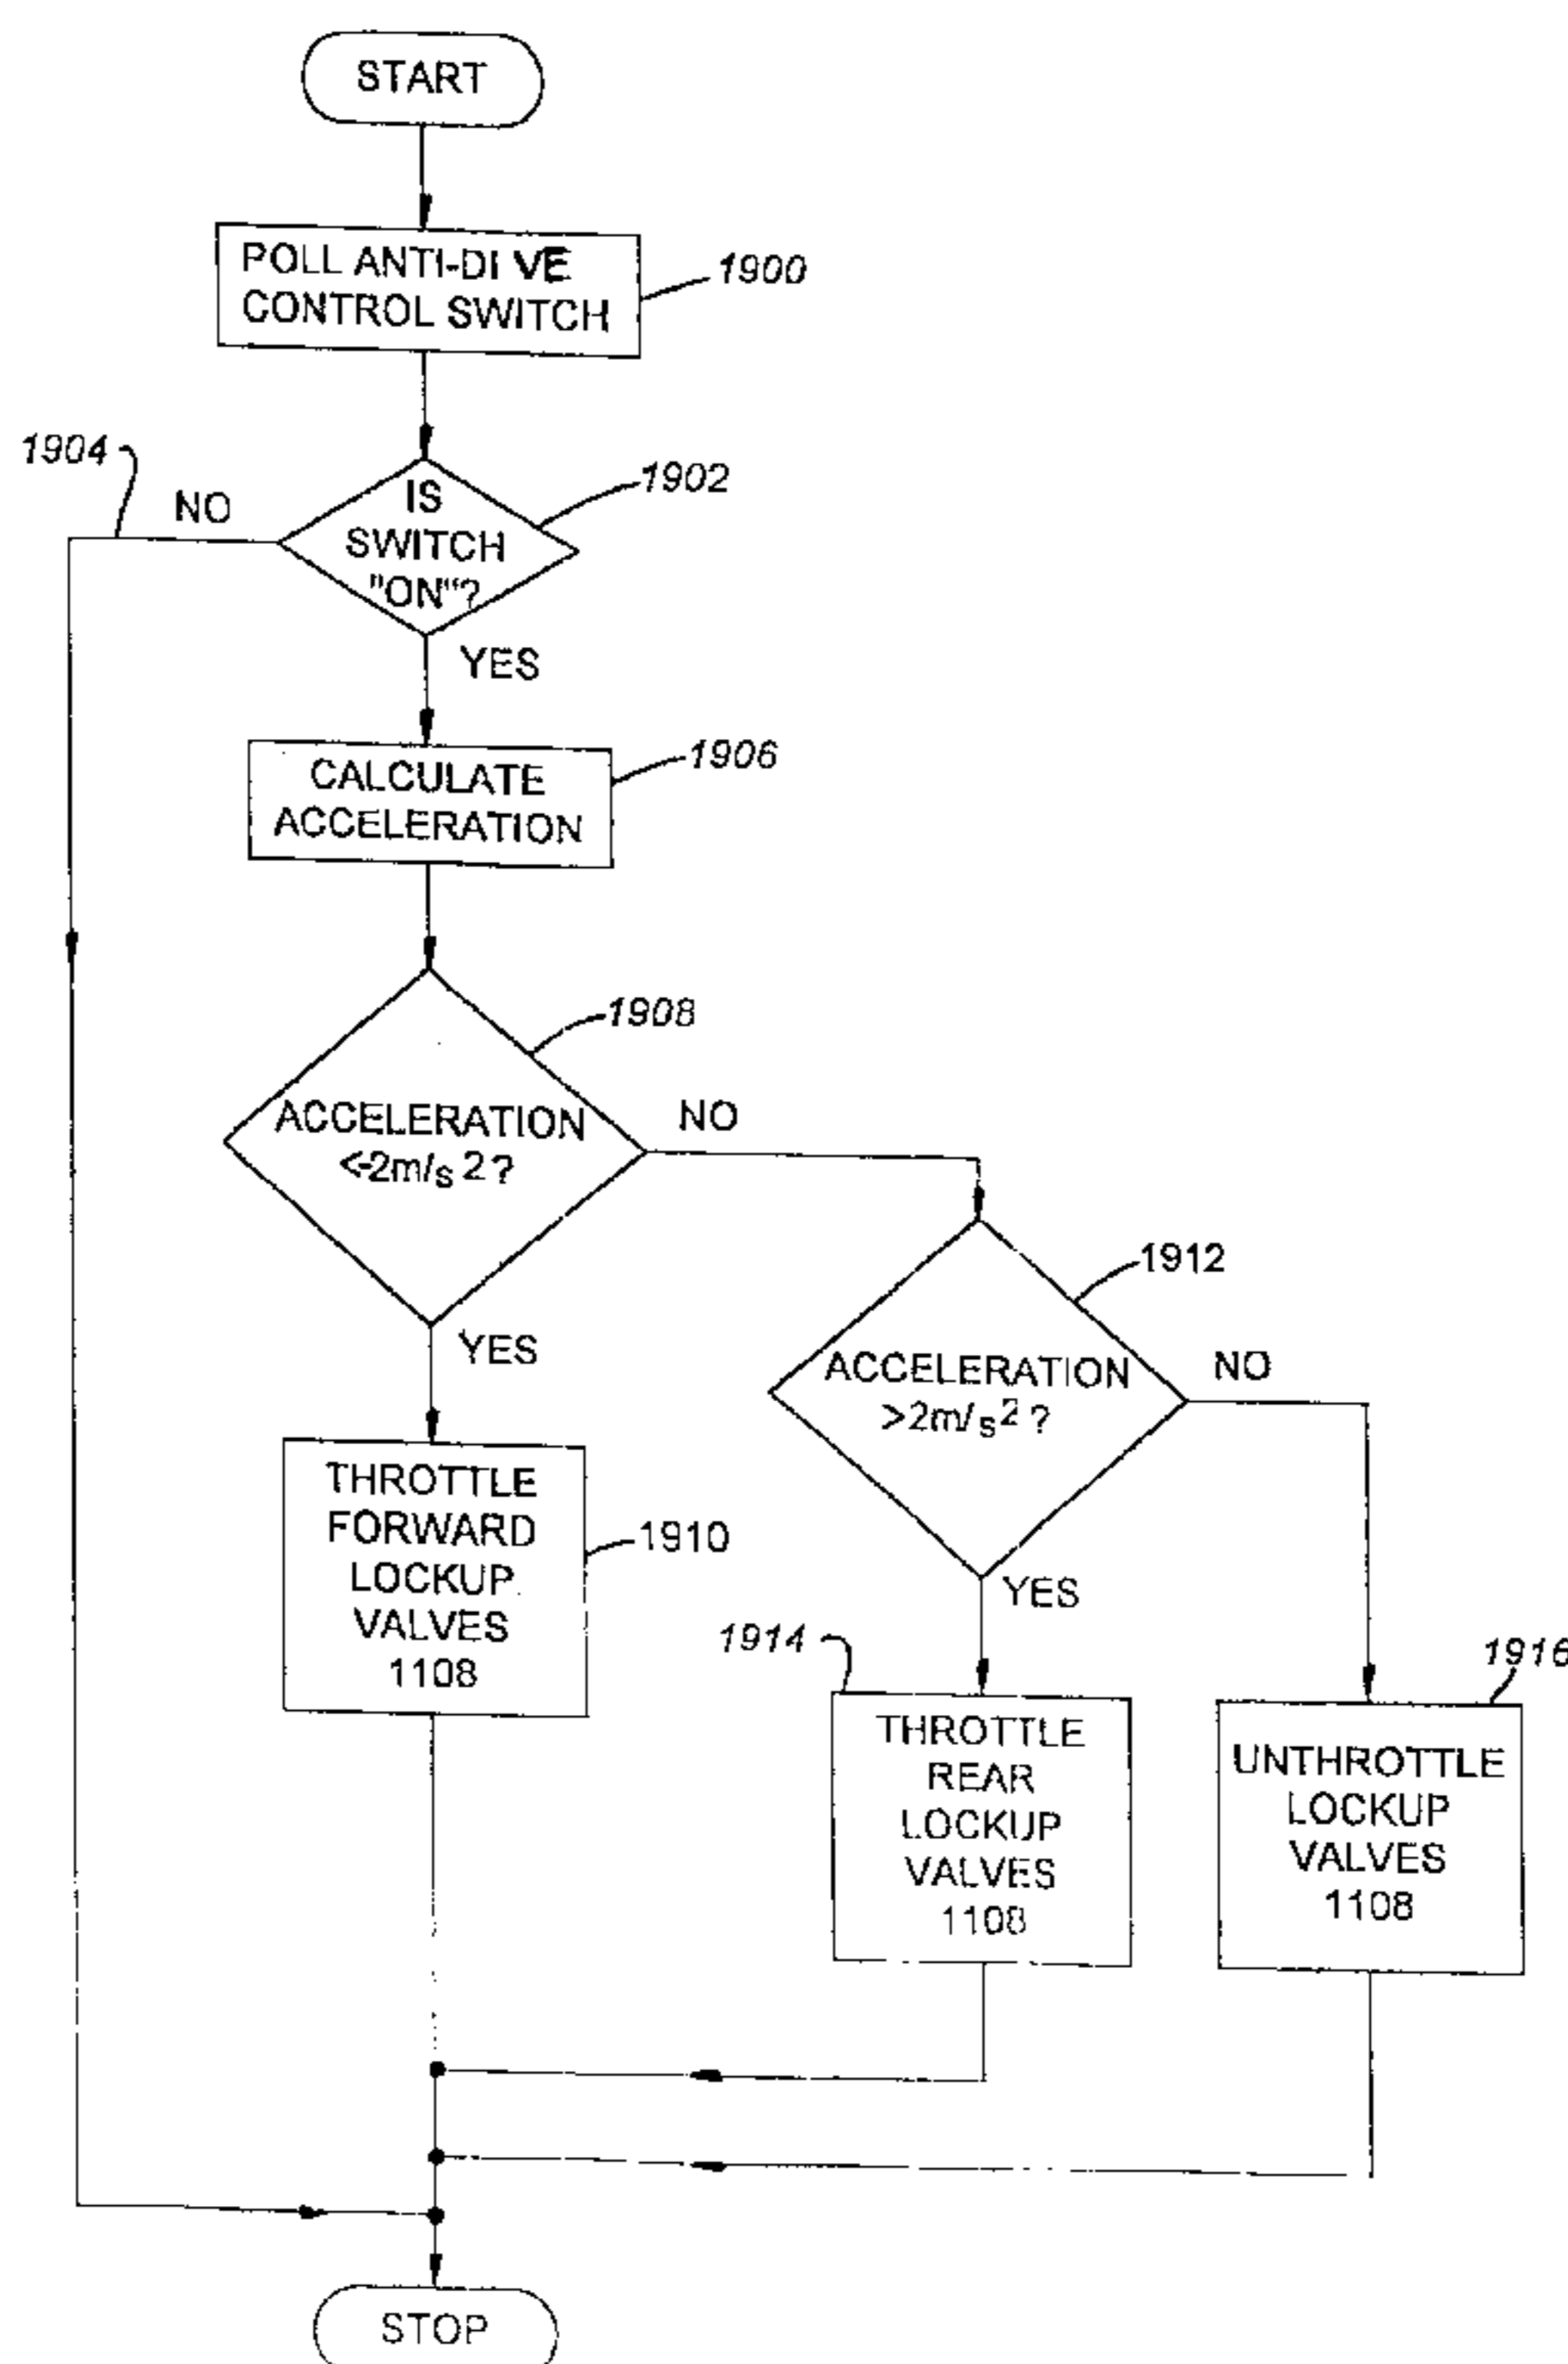 START
POLL ANTI-DIVE
CONTROL SWITCH
1900
1904
NO
1902
IS
SWITCH
"ON"?
YES
1906
CALCULATE
ACCELERATION
1908
ACCELERATION
<-2m/s2?
NO
YES
1912
ACCELERATION
>2m/s2?
NO
YES
THROTTLE
FORWARD
LOCKUP
VALVES
1108
1910
1914
THROTTLE
REAR
LOCKUP
VALVES
1108
1916
UNTHROTTLE
LOCKUP
VALVES
1108
STOP